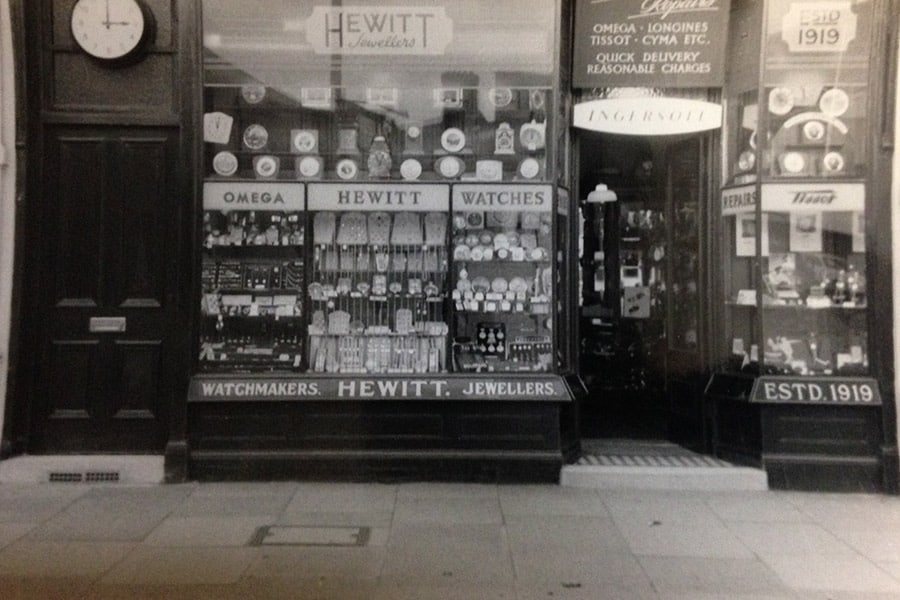 HEWITT
Jewellers
Repairs
OMEGA · LONGINES
TISSOT · CYMA ETC.
QUICK DELIVERY
REASONABLE CHARGES
ESTD
1919
INGERSOLL
OMEGA
HEWITT
WATCHES
REPAIRS
Tissot
WATCHMAKERS. HEWITT. JEWELLERS.
ESTD. 1919